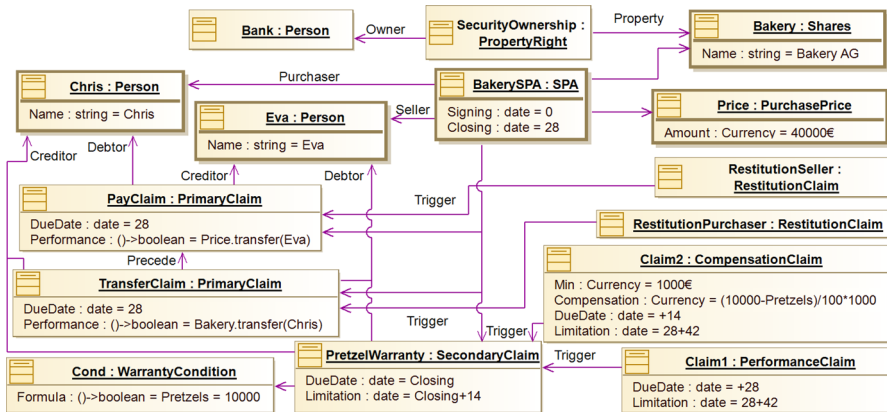 Bank : Person
Owner
SecurityOwnership :
PropertyRight
Property
Bakery : Shares
Name : string = Bakery AG
Chris : Person
Name : string = Chris
Purchaser
BakerySPA : SPA
Signing : date = 0
Closing : date = 28
Eva : Person
Name : string = Eva
Seller
Price : PurchasePrice
Amount : Currency = 40000€
Creditor
Debtor
Creditor
Debtor
RestitutionSeller :
RestitutionClaim
PayClaim : PrimaryClaim
DueDate : date = 28
Performance : ()->boolean = Price.transfer(Eva)
Trigger
RestitutionPurchaser : RestitutionClaim
Precede
TransferClaim : PrimaryClaim
DueDate : date = 28
Performance : ()->boolean = Bakery.transfer(Chris)
Trigger
Claim2 : CompensationClaim
Min : Currency = 1000€
Compensation : Currency = (10000-Pretzels)/100*1000
DueDate : date = +14
Limitation : date = 28+42
Trigger
PretzelWarranty : SecondaryClaim
DueDate : date = Closing
Limitation : date = Closing+14
Cond : WarrantyCondition
Formula : ()->boolean = Pretzels = 10000
Trigger
Claim1 : PerformanceClaim
DueDate : date = +28
Limitation : date = 28+42